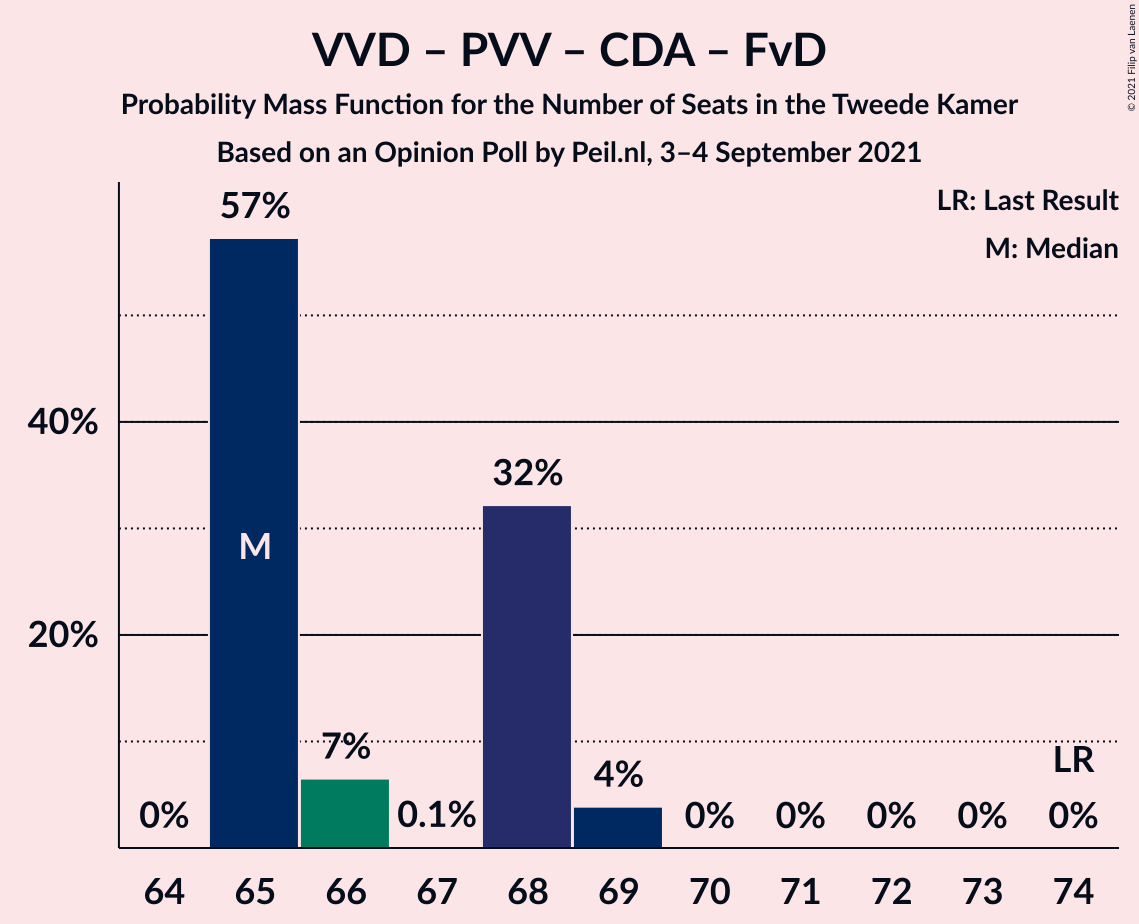 VVD – PVV – CDA – FvD
Probability Mass Function for the Number of Seats in the Tweede Kamer
Based on an Opinion Poll by Peil.nl, 3–4 September 2021
© 2021 Filip van Laenen
LR: Last Result
M: Median
57%
40%
32%
M
20%
7%
4%
LR
0%
0.1%
0%
0%
0%
0%
0%
64 65 66 67 68 69 70 71 72 73 74